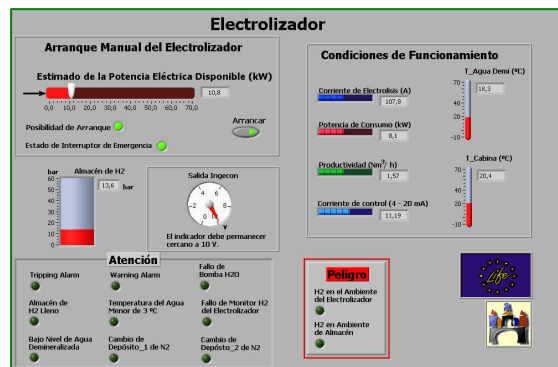 Electrolizador
Arranque Manual del Electrolizador
Estimado de la Potencia Eléctrica Disponible (kW)
10,8
0,0 10,0 20,0 30,0 40,0 50,0 60,0 70,0
Posibilidad de Arranque
Arrancar
Estado de Interruptor de Emergencia
Condiciones de Funcionamiento
T_Agua Demi (ºC)
Corriente de Electrolisis (A)
107,8
70
18,3
40
20
-10
Potencia de Consumo (kW)
8,1
Productividad (Nm3/ h)
1,57
T_Cabina (ºC)
70
20,4
40
20
-10
Corriente de control (4 - 20 mA)
11,19
bar
Almacén de H2
60
50
40
30
20
10
0
13,6
bar
Salida Ingecon
4
6
2
8
0
10
V
El indicador debe permanecer
cercano a 10 V.
Atención
Tripping Alarm
Warning Alarm
Fallo de
Bomba H2O
Almacén de
H2 Lleno
Temperatura del Agua
Menor de 3 ºC
Fallo de Monitor H2
del Electrolizador
Bajo Nivel de Agua
Demineralizada
Cambio de
Depósito_1 de N2
Cambio de
Depósto_2 de N2
Peligro
H2 en el Ambiente
del Electrolizador
H2 en Ambiente
de Almacén
Life